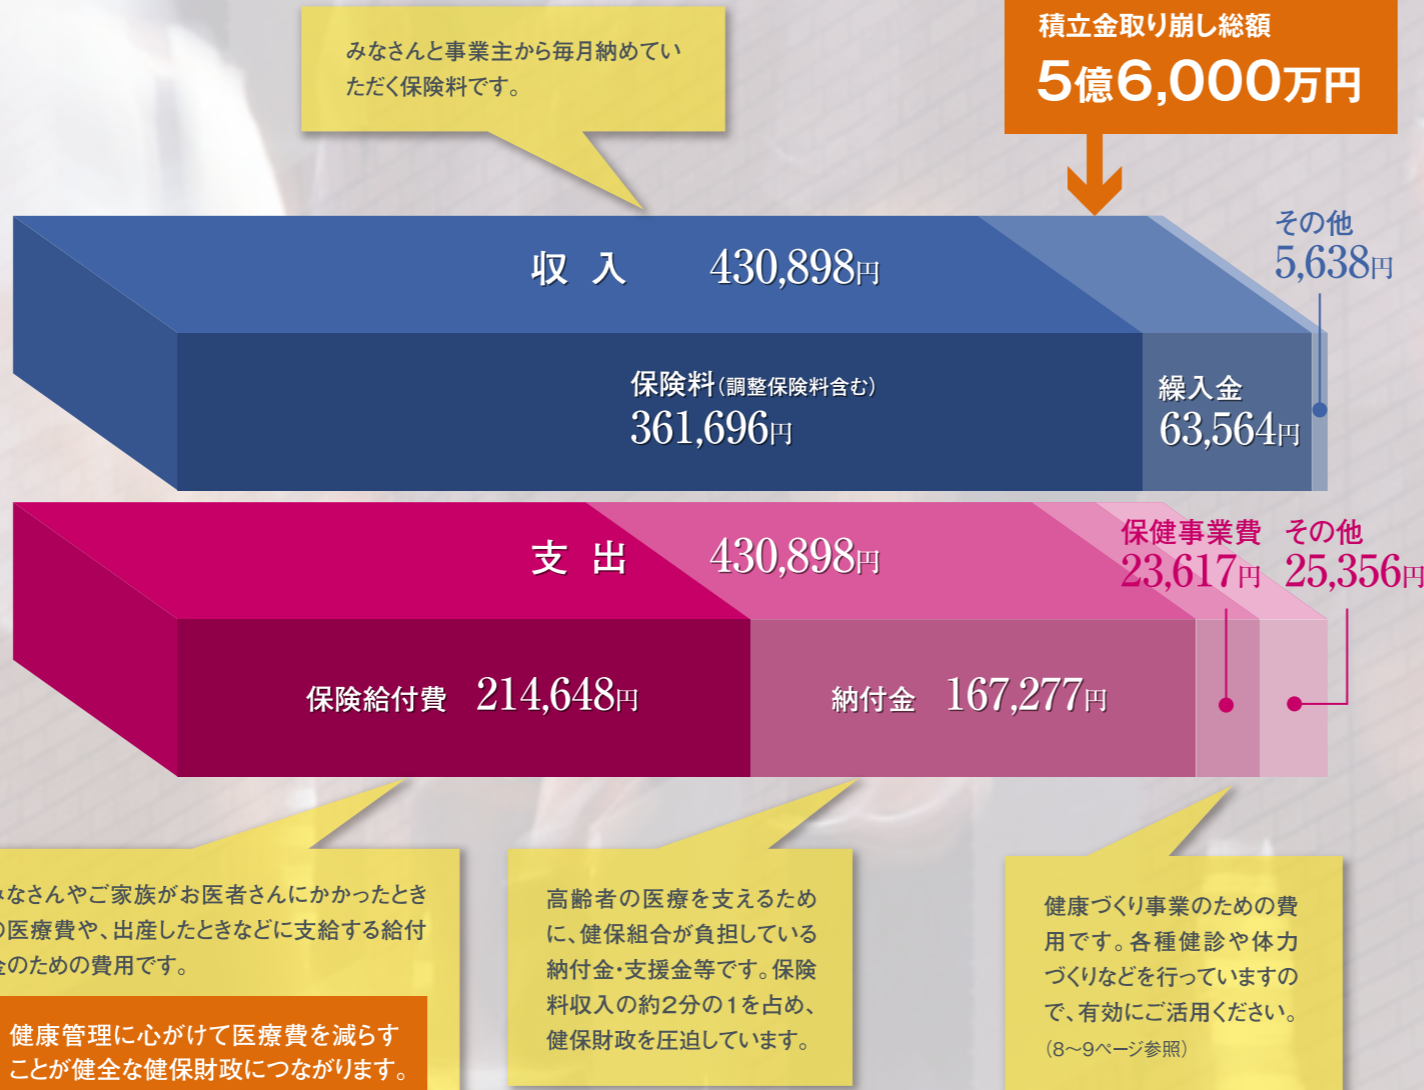 みなさんと事業主から毎月納めてい
ただく保険料です。
積立金取り崩し総額
5億6,000万円
収 入 430,898円
その他
5,638円
保険料(調整保険料含む)
361,696円
繰入金
63,564円
支 出 430,898円
保健事業費
23,617円
その他
25,356円
保険給付費 214,648円
納付金 167,277円
みなさんやご家族がお医者さんにかかったとき
の医療費や、出産したときなどに支給する給付
金のための費用です。
健康管理に心がけて医療費を減らす
ことが健全な健保財政につながります。
高齢者の医療を支えるため
に、健保組合が負担している
納付金・支援金等です。保険
料収入の約2分の1を占め、
健保財政を圧迫しています。
健康づくり事業のための費
用です。各種健診や体力
づくりなどを行っていますの
で、有効にご活用ください。
(8〜9ページ参照)